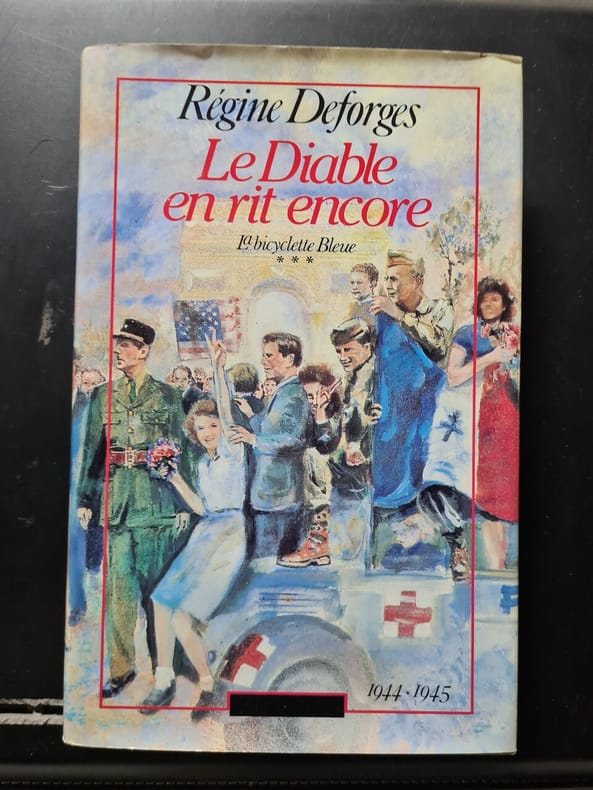 Régine Deforges
Le Diable
en rit encore
La bicyclette Bleue
***
1944·1945